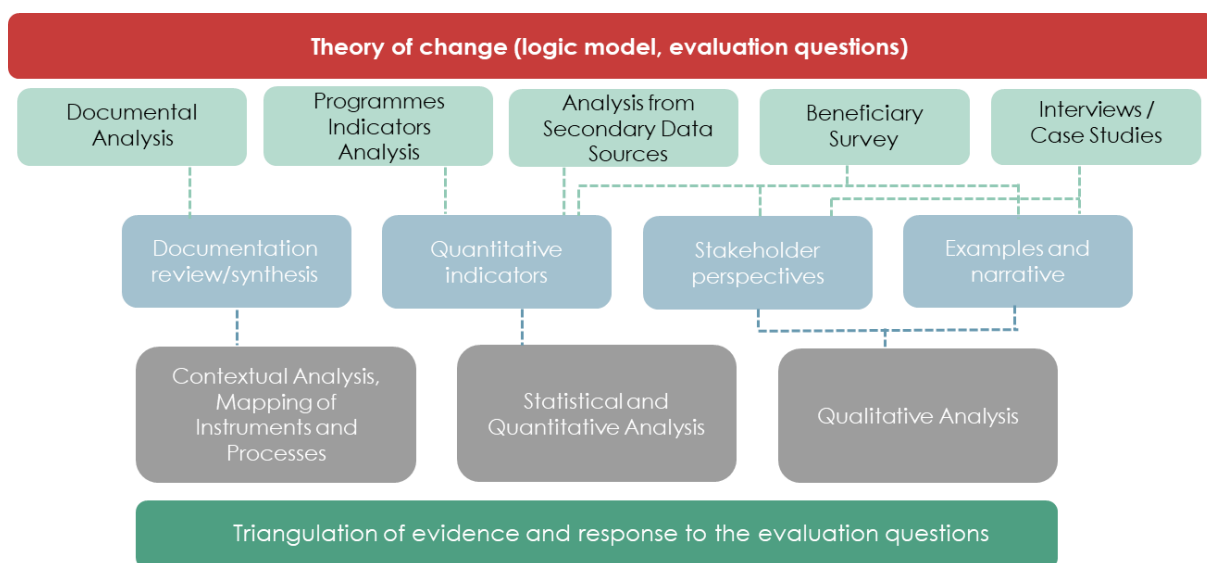 Theory of change (logic model, evaluation questions)
Documental
Analysis
Programmes
Indicators
Analysis
Analysis from
Secondary Data
Sources
Beneficiary
Survey
Interviews /
Case Studies
Documentation
review/synthesis
Quantitative
indicators
Stakeholder
perspectives
Examples and
narrative
Contextual Analysis,
Mapping of
Instruments and
Processes
Statistical and
Quantitative Analysis
Qualitative Analysis
Triangulation of evidence and response to the evaluation questions